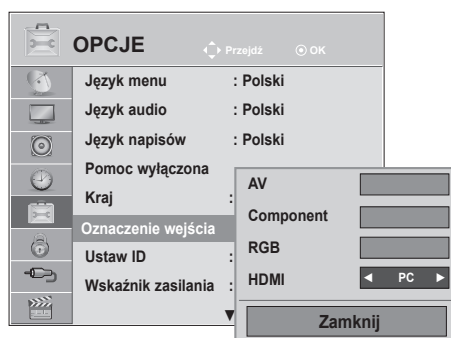 OPCJE Przejdź OK
Język menu : Polski
Język audio : Polski
Język napisów : Polski
Pomoc wyłączona
Kraj :
Oznaczenie wejścia
Ustaw ID :
Wskaźnik zasilania :
AV
Component
RGB
HDMI ◄ PC ►
Zamknij